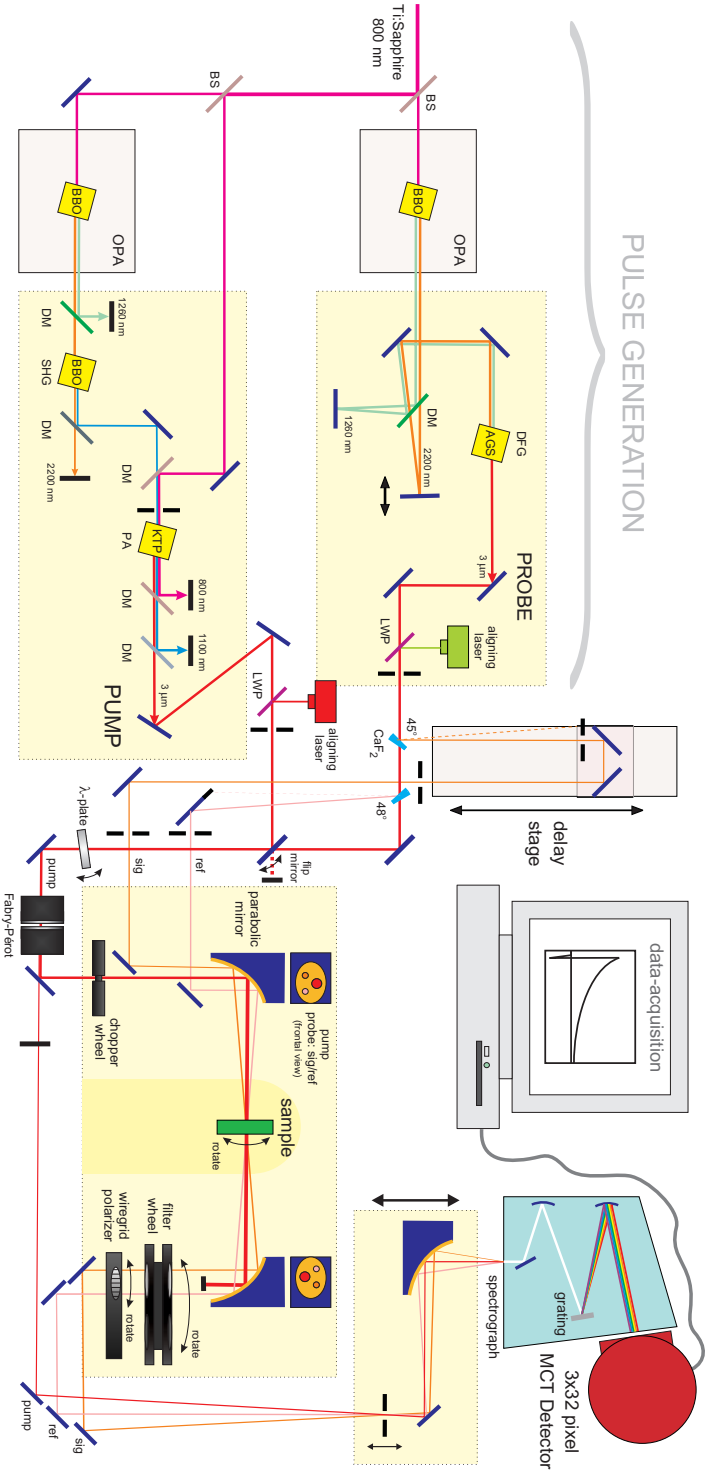 PULSE GENERATION
Ti:Sapphire
800 nm
BS
BS
OPA
BBO
1260 nm
DM
2200 nm
DFG
AGS
3 µm
PROBE
LWP
aligning
laser
OPA
BBO
1260 nm
DM
SHG
BBO
DM
2200 nm
DM
PA
KTP
DM
800 nm
DM
1100 nm
3 µm
PUMP
LWP
aligning
laser
45°
CaF2
48°
delay
stage
flip
mirror
ref
sig
λ-plate
pump
Fabry-Pérot
parabolic
mirror
chopper
wheel
pump
probe: sig/ref
(frontal view)
sample
rotate
filter
wheel
rotate
wiregrid
polarizer
rotate
pump
ref
sig
data-acquisition
spectrograph
grating
3x32 pixel
MCT Detector